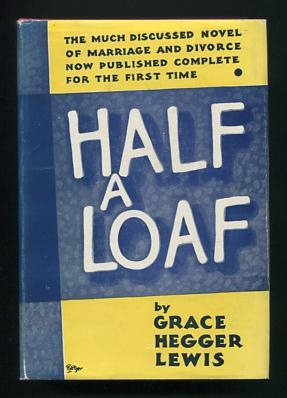 THE MUCH DISCUSSED NOVEL
OF MARRIAGE AND DIVORCE
NOW PUBLISHED COMPLETE
FOR THE FIRST TIME
HALF
A
LOAF
by
GRACE
HEGGER
LEWIS